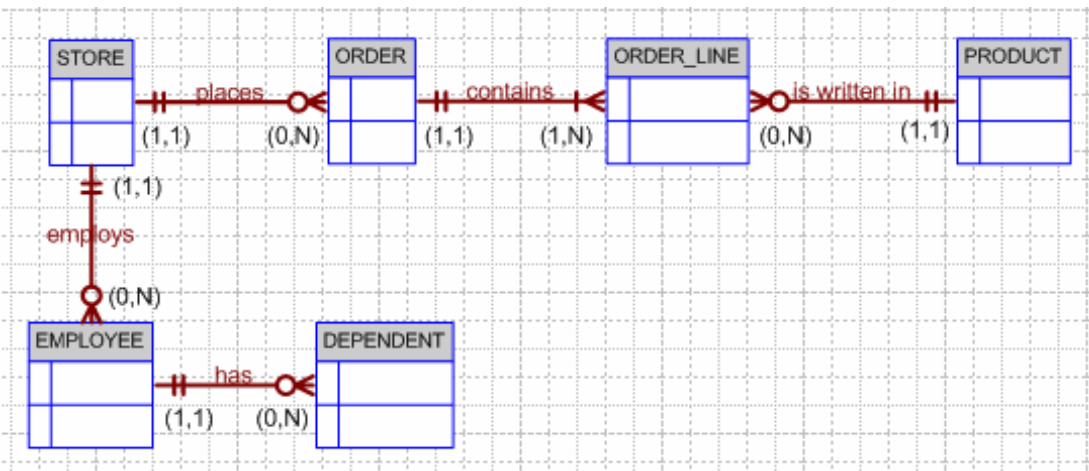 STORE
ORDER
ORDER_LINE
PRODUCT
places
contains
is written in
(1,1)
(0,N)
(1,1)
(1,N)
(0,N)
(1,1)
(1,1)
employs
(0,N)
EMPLOYEE
DEPENDENT
has
(1,1)
(0,N)